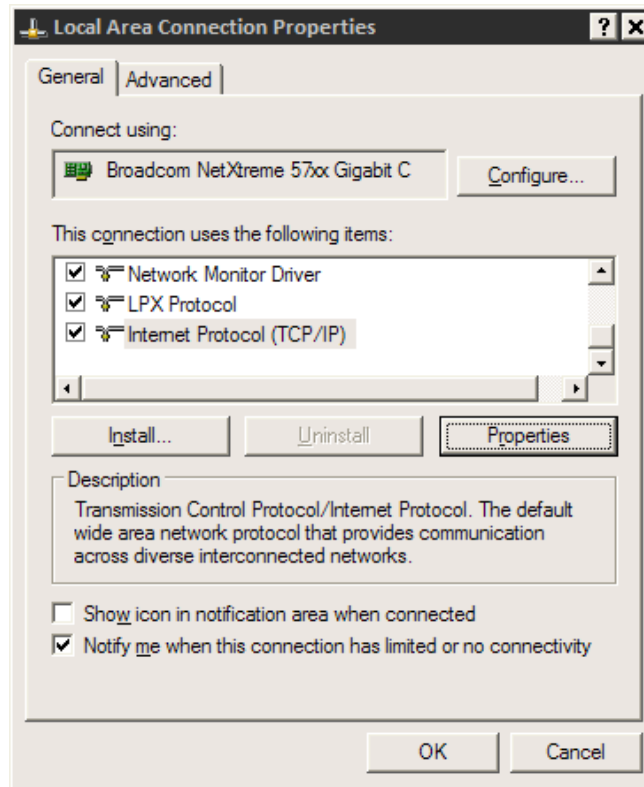 Local Area Connection Properties
General
Advanced
Connect using:
Broadcom NetXtreme 57xx Gigabit C
Configure...
This connection uses the following items:
Network Monitor Driver
LPX Protocol
Internet Protocol (TCP/IP)
Install...
Uninstall
Properties
Description
Transmission Control Protocol/Internet Protocol. The default
wide area network protocol that provides communication
across diverse interconnected networks.
Show icon in notification area when connected
Notify me when this connection has limited or no connectivity
OK
Cancel